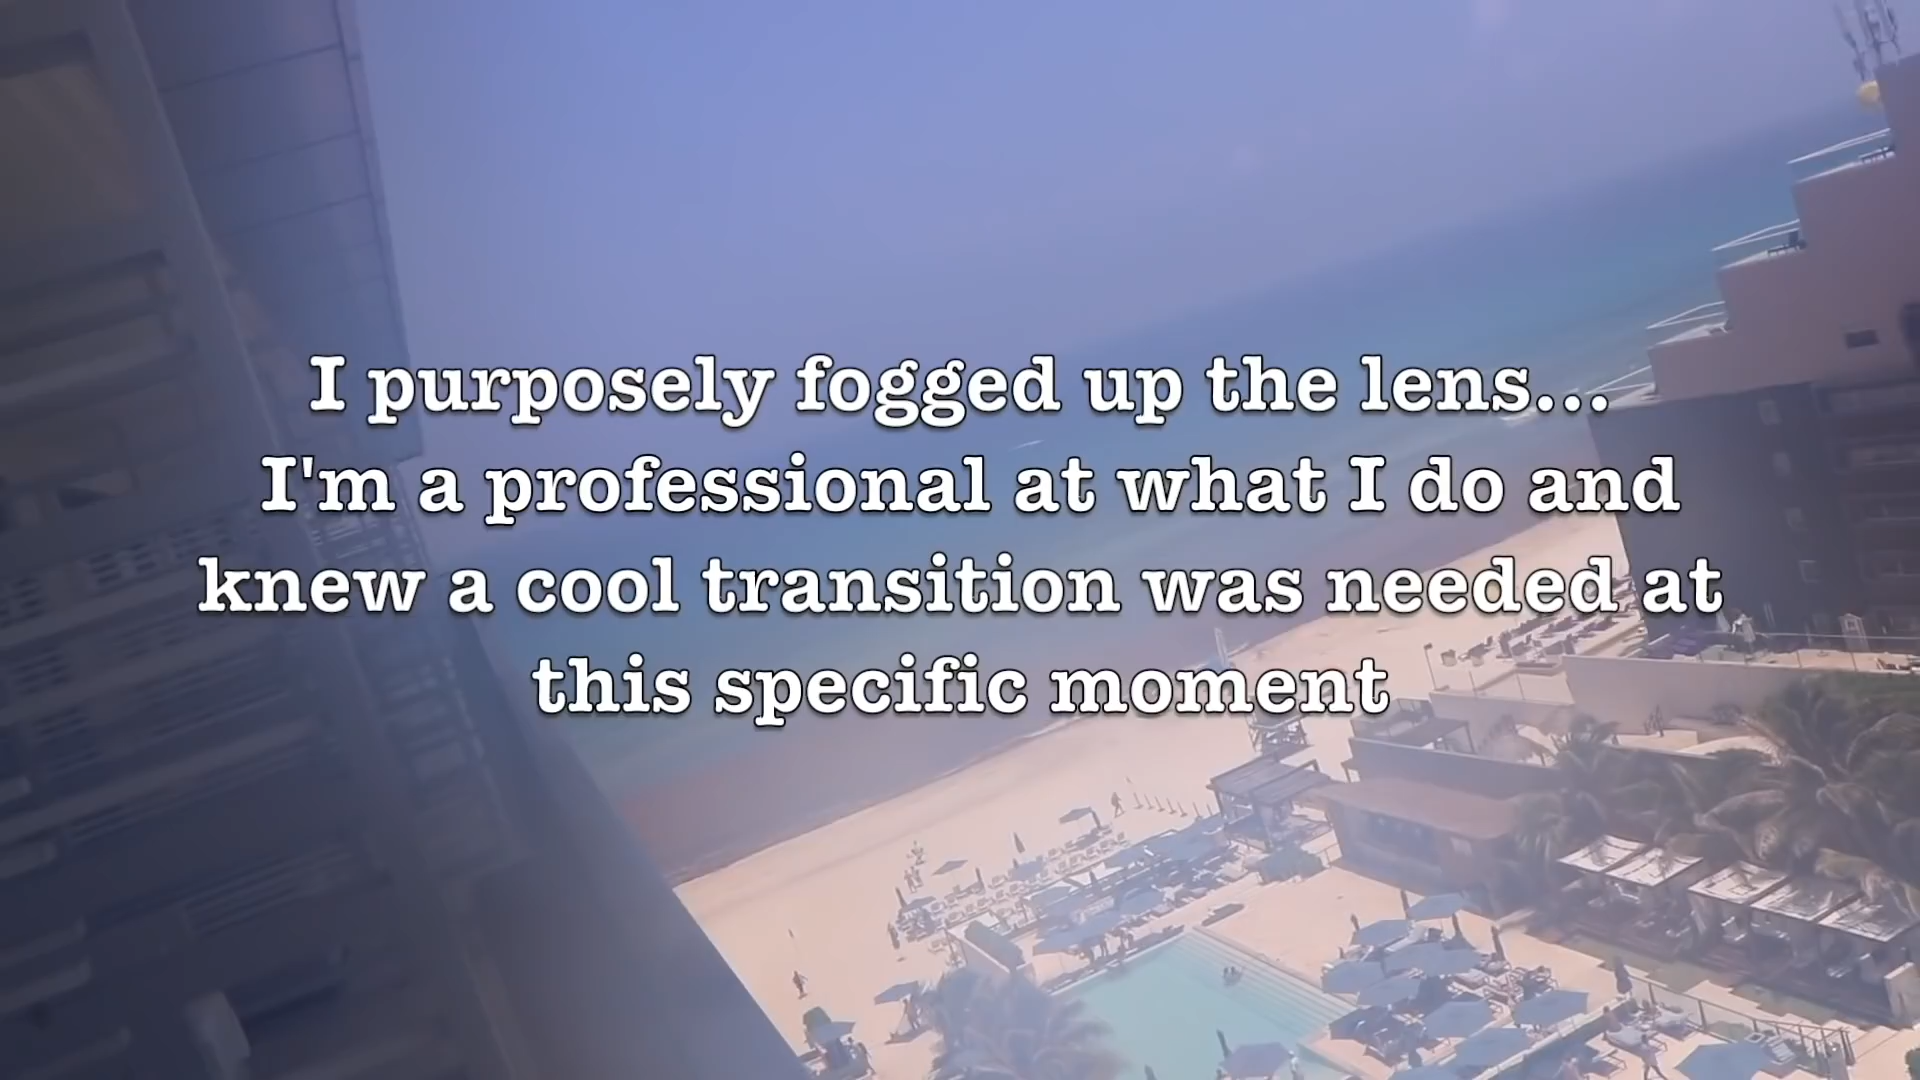 I purposely fogged up the lens...
I'm a professional at what I do and
knew a cool transition was needed at
this specific moment